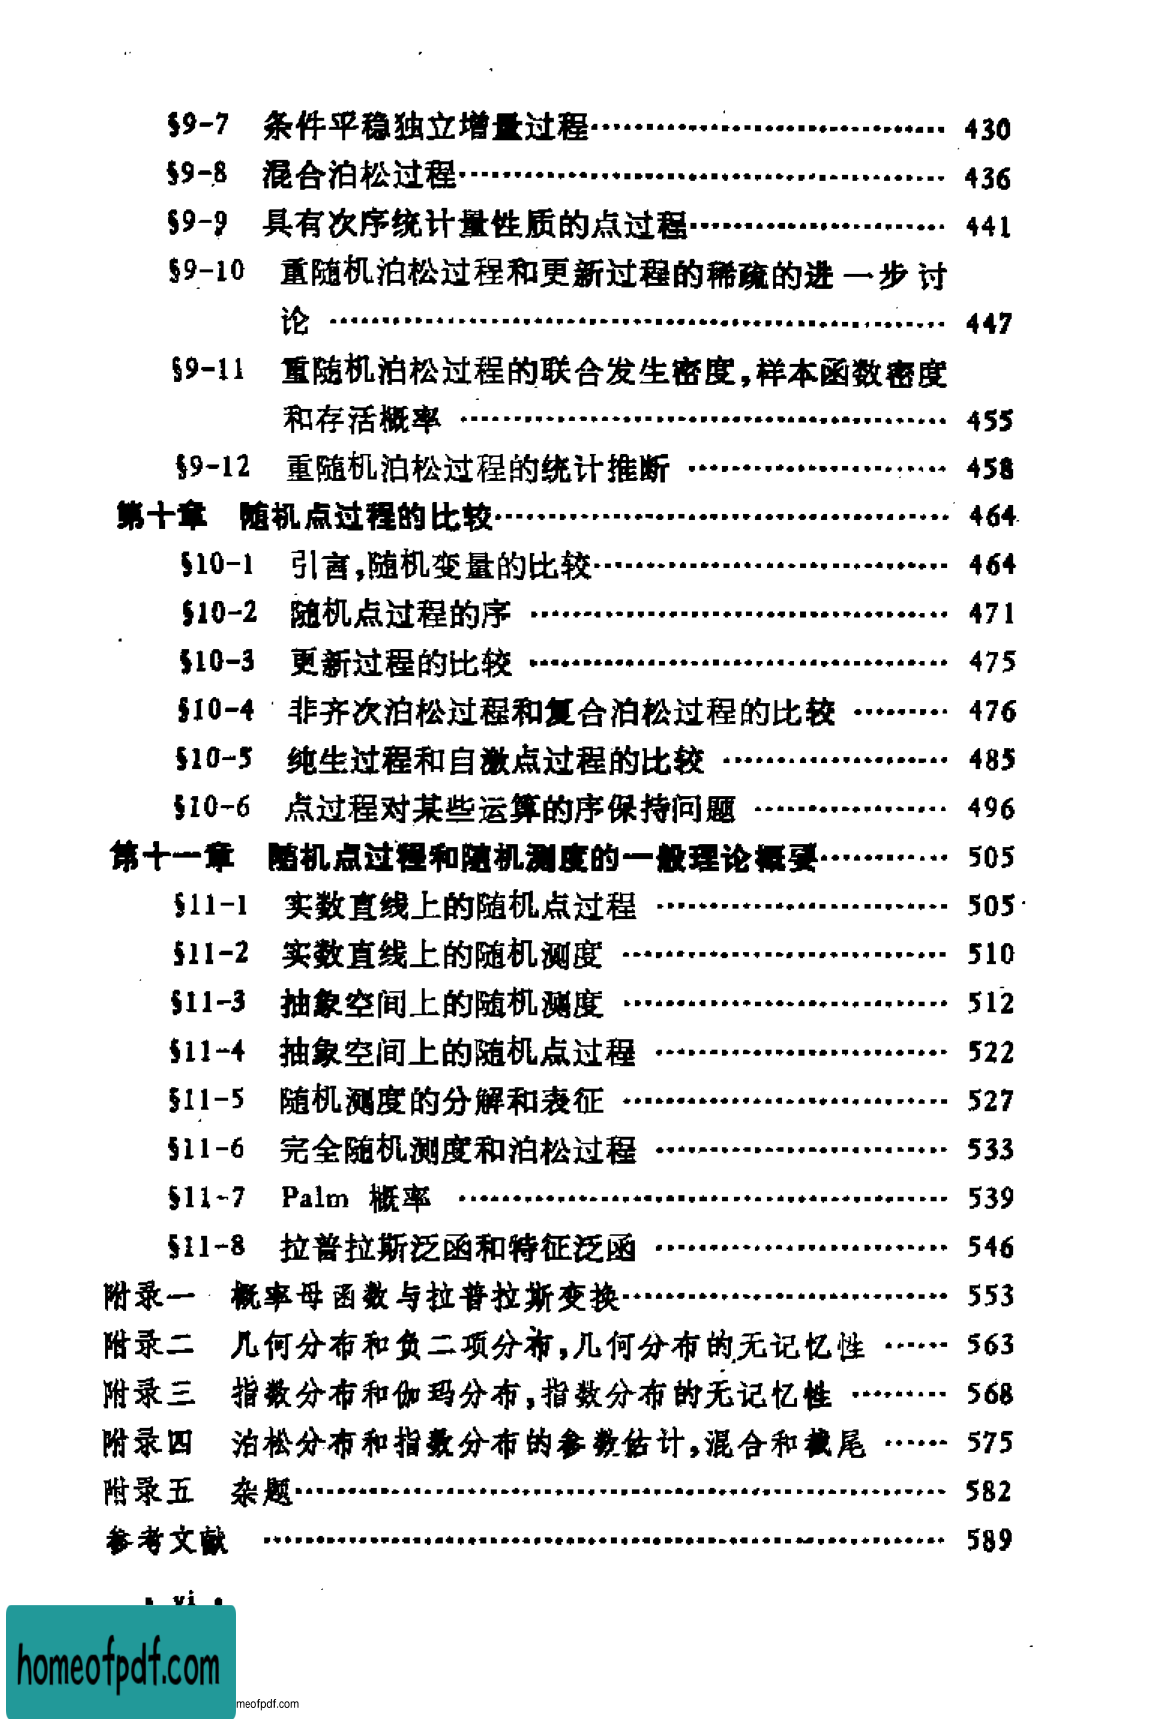 §9-7 条件平稳独立增量过程 430
§9-8 混合泊松过程 436
§9-9 具有次序统计量性质的点过程 441
§9-10 重随机泊松过程和更新过程的稀疏的进一步讨
论 447
§9-11 重随机泊松过程的联合发生密度,样本函数密度
和存活概率 455
§9-12 重随机泊松过程的统计推断 458
第十章 随机点过程的比较 464
§10-1 引言,随机变量的比较 464
§10-2 随机点过程的序 471
§10-3 更新过程的比较 475
§10-4 非齐次泊松过程和复合泊松过程的比较 476
§10-5 纯生过程和自激点过程的比较 485
§10-6 点过程对某些运算的序保持问题 496
第十一章 随机点过程和随机测度的一般理论概要 505
§11-1 实数直线上的随机点过程 505
§11-2 实数直线上的随机测度 510
§11-3 抽象空间上的随机测度 512
§11-4 抽象空间上的随机点过程 522
§11-5 随机测度的分解和表征 527
§11-6 完全随机测度和泊松过程 533
§11-7 Palm 概率 539
§11-8 拉普拉斯泛函和特征泛函 546
附录一 概率母函数与拉普拉斯变换 553
附录二 几何分布和负二项分布,几何分布的无记忆性 563
附录三 指数分布和伽玛分布,指数分布的无记忆性 568
附录四 泊松分布和指数分布的参数估计,混合和截尾 575
附录五 杂题 582
参考文献 589
· vi ·
homeofpdf.com
meofpdf.com